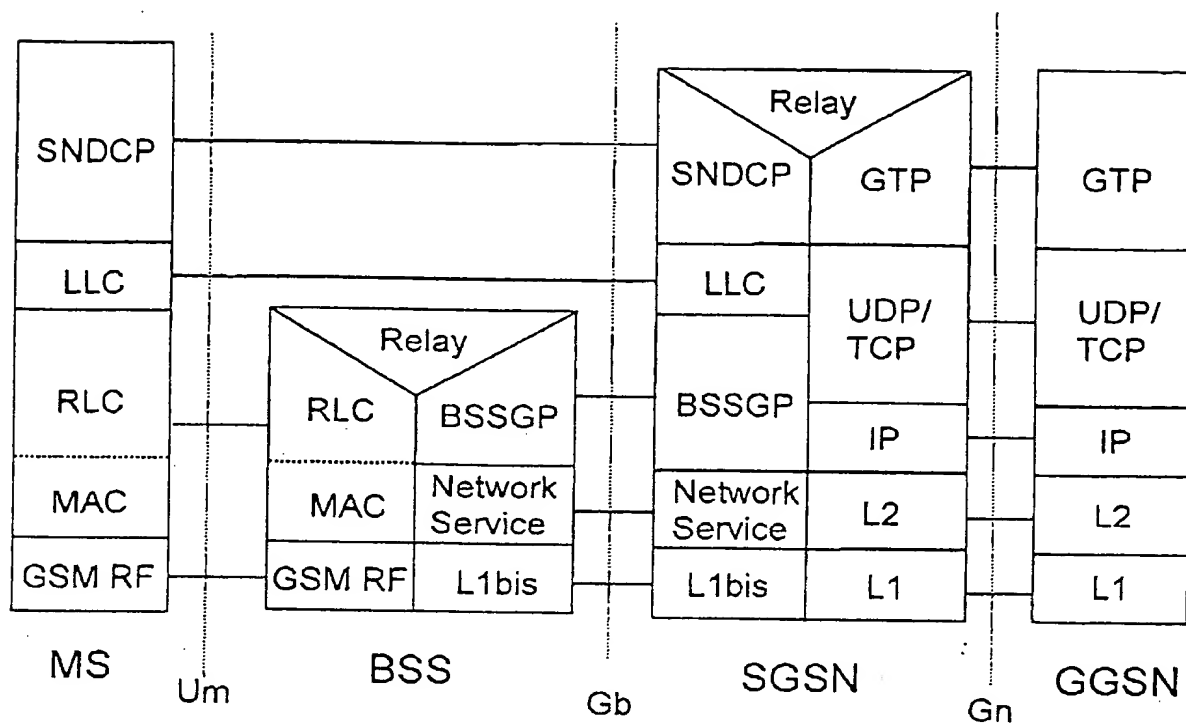 SNDCP
LLC
RLC
MAC
GSM RF
MS
Um
Relay
RLC
BSSGP
MAC
Network
Service
GSM RF
L1bis
BSS
Gb
Relay
SNDCP
GTP
LLC
UDP/
TCP
BSSGP
IP
Network
Service
L2
L1bis
L1
SGSN
Gn
GTP
UDP/
TCP
IP
L2
L1
GGSN